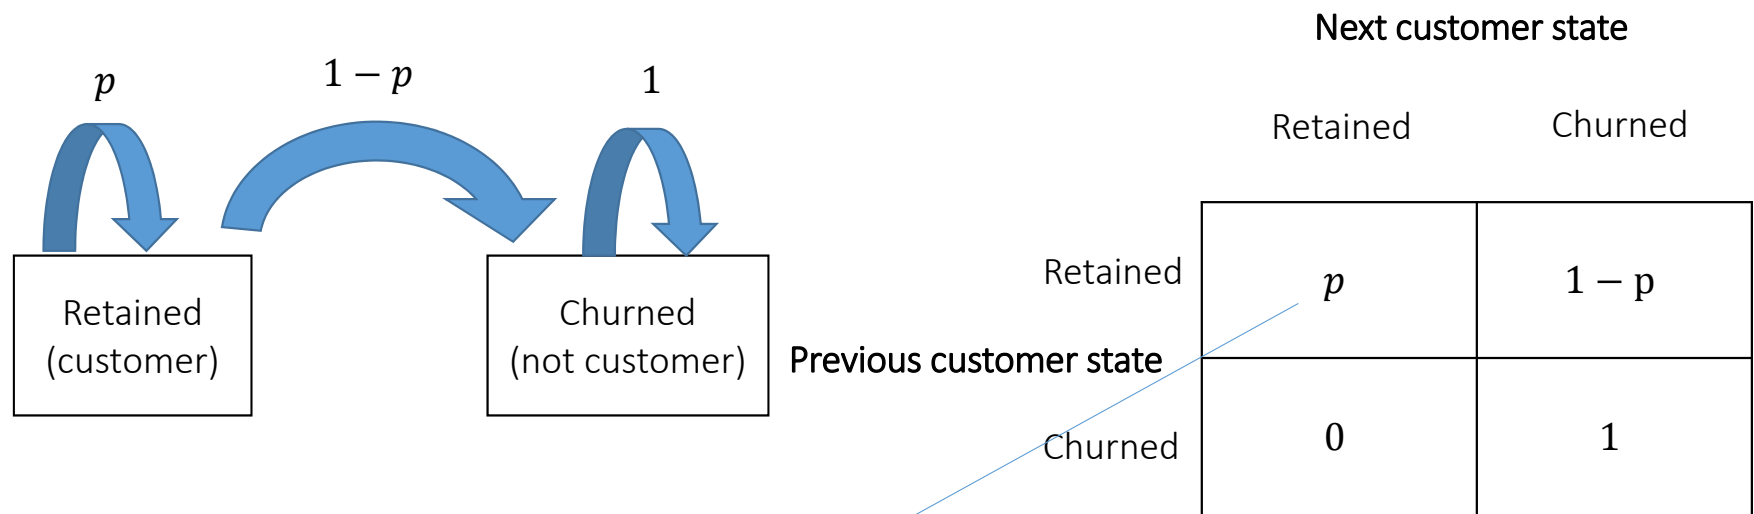 p
1 − p
1
Retained
(customer)
Churned
(not customer)
Next customer state
Retained
Churned
Previous customer state
Retained
p
1 − p
Churned
0
1